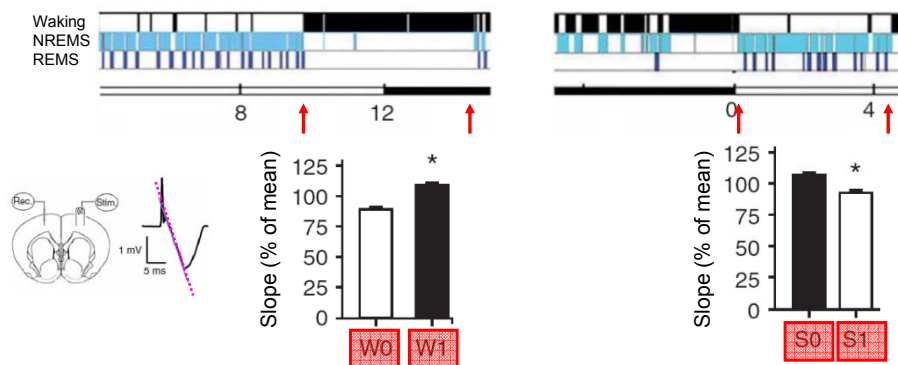 Waking
NREMS
REMS
8 12 0 4
Rec. Stim.
1 mV
5 ms
Slope (% of mean)
125
100
75
50
25
0
*
W0 W1
Slope (% of mean)
125
100
75
50
25
0
*
S0 S1